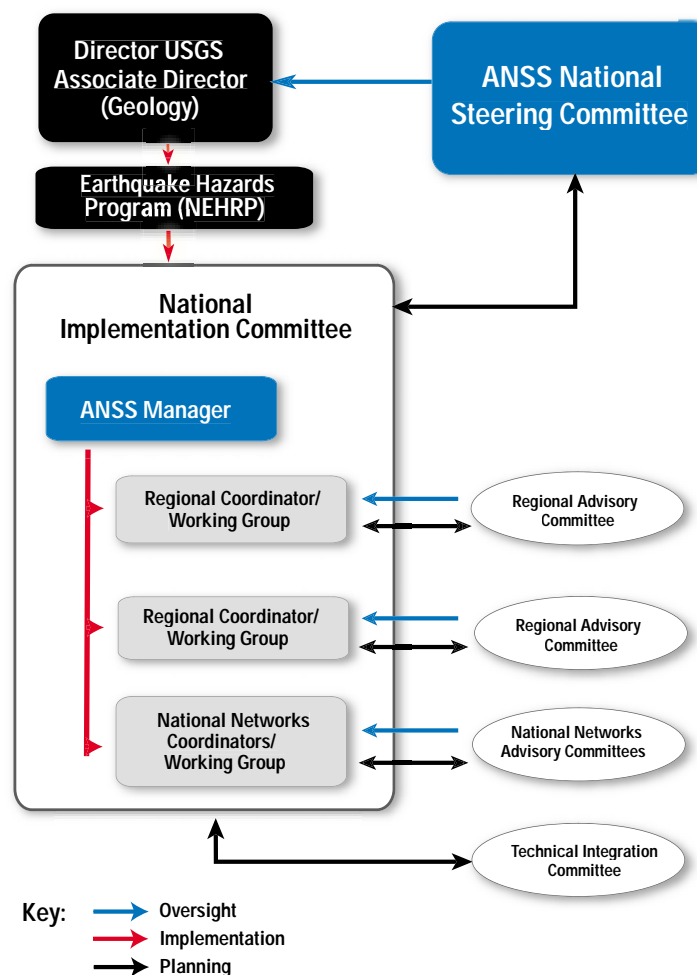 Director USGS
Associate Director
(Geology)
ANSS National
Steering Committee
Earthquake Hazards
Program (NEHRP)
National
Implementation Committee
ANSS Manager
Regional Coordinator/
Working Group
Regional Advisory
Committee
Regional Coordinator/
Working Group
Regional Advisory
Committee
National Networks
Coordinators/
Working Group
National Networks
Advisory Committees
Technical Integration
Committee
Key:
Oversight
Implementation
Planning